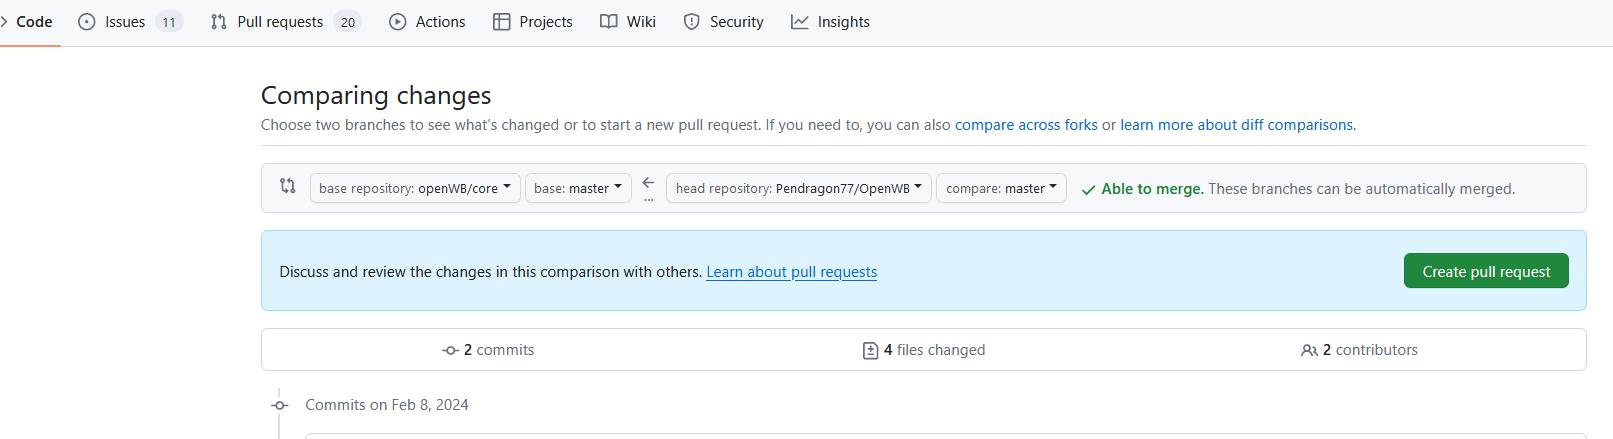 Code Issues 11 Pull requests 20 Actions Projects Wiki Security Insights
Comparing changes
Choose two branches to see what's changed or to start a new pull request. If you need to, you can also compare across forks or learn more about diff comparisons.
base repository: openWB/core base: master ... head repository: Pendragon77/OpenWB compare: master Able to merge. These branches can be automatically merged.
Discuss and review the changes in this comparison with others. Learn about pull requests Create pull request
2 commits 4 files changed 2 contributors
Commits on Feb 8, 2024